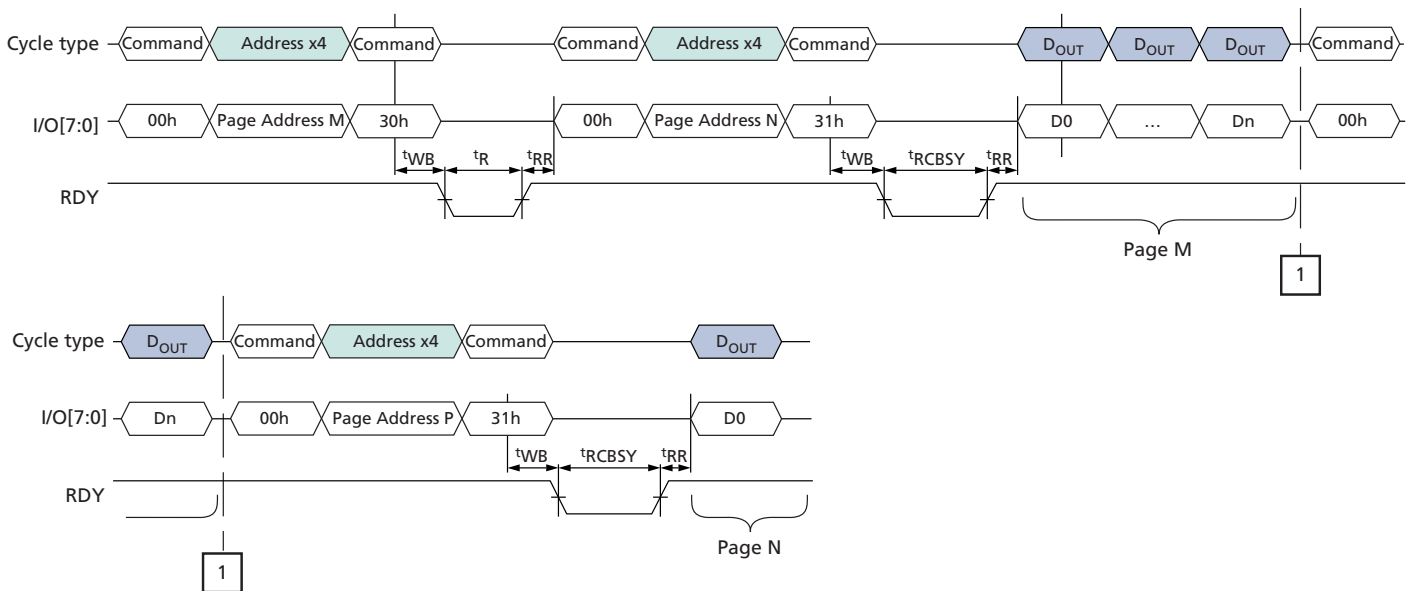 Cycle type Command Address x4 Command Command Address x4 Command DOUT DOUT DOUT Command
I/O[7:0] 00h Page Address M 30h 00h Page Address N 31h D0 … Dn 00h
tWB tR tRR tWB tRCBSY tRR
RDY
Page M
1
Cycle type DOUT Command Address x4 Command DOUT
I/O[7:0] Dn 00h Page Address P 31h D0
tWB tRCBSY tRR
RDY
Page N
1